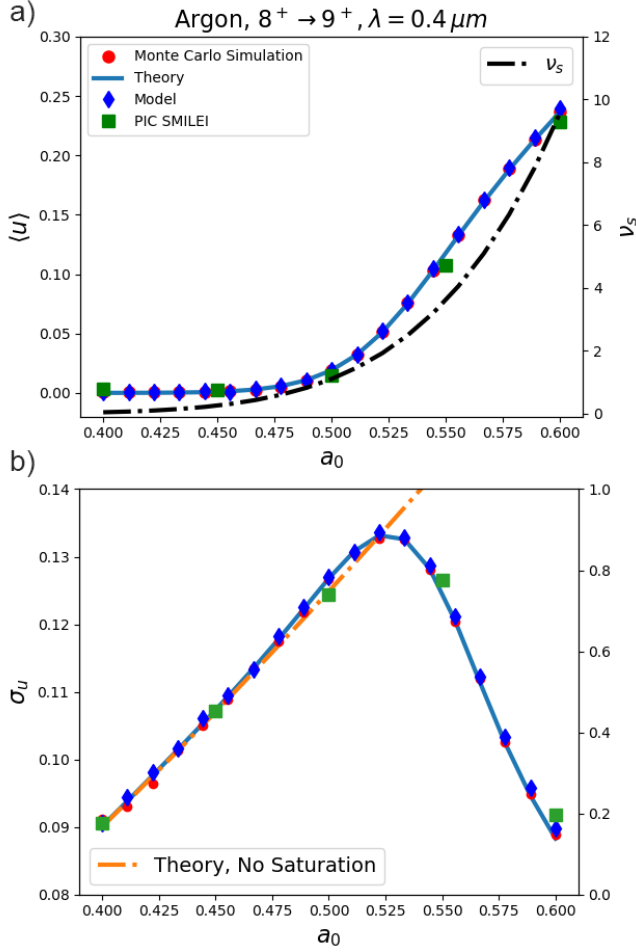 a)
Argon, 8⁺ → 9⁺, λ = 0.4 μm
0.30
0.25
0.20
0.15
0.10
0.05
0.00
⟨u⟩
Monte Carlo Simulation
Theory
Model
PIC SMILEI
νₛ
12
10
8
6
4
2
0
νₛ
0.400 0.425 0.450 0.475 0.500 0.525 0.550 0.575 0.600
a₀
b)
0.14
0.13
0.12
0.11
0.10
0.09
0.08
σᵤ
Theory, No Saturation
1.0
0.8
0.6
0.4
0.2
0.0
0.400 0.425 0.450 0.475 0.500 0.525 0.550 0.575 0.600
a₀